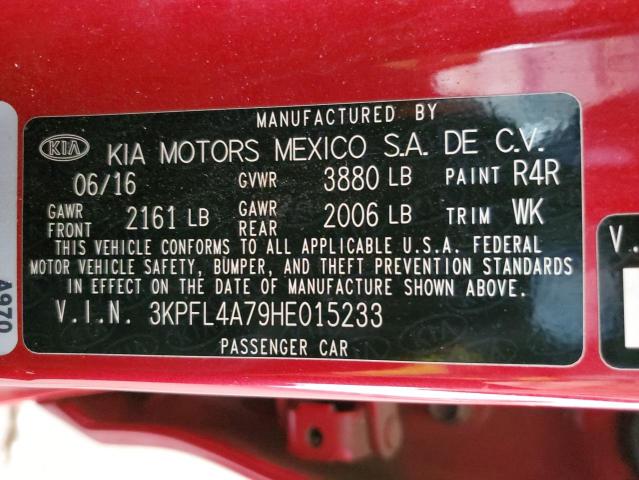 MANUFACTURED BY
KIA KIA MOTORS MEXICO S.A. DE C.V.
06/16 GVWR 3880 LB PAINT R4R
GAWR FRONT 2161 LB GAWR REAR 2006 LB TRIM WK
THIS VEHICLE CONFORMS TO ALL APPLICABLE U.S.A. FEDERAL
MOTOR VEHICLE SAFETY, BUMPER, AND THEFT PREVENTION STANDARDS
IN EFFECT ON THE DATE OF MANUFACTURE SHOWN ABOVE.
V.I.N. 3KPFL4A79HE015233
PASSENGER CAR
A970
V.